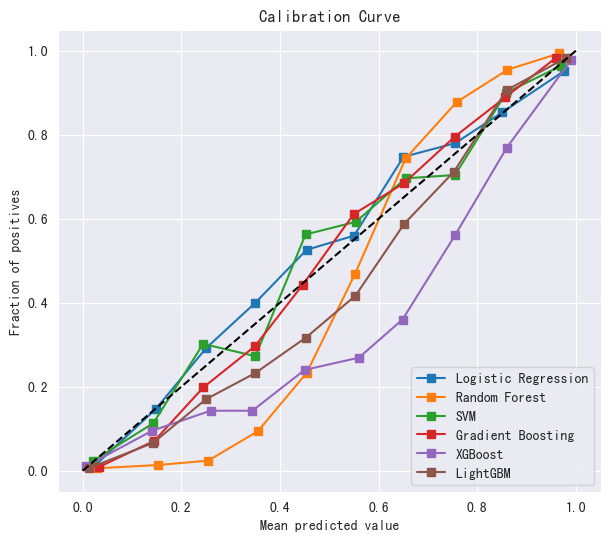 Calibration Curve
1.0
0.8
0.6
0.4
0.2
0.0
Fraction of positives
0.0 0.2 0.4 0.6 0.8 1.0
Mean predicted value
Logistic Regression
Random Forest
SVM
Gradient Boosting
XGBoost
LightGBM